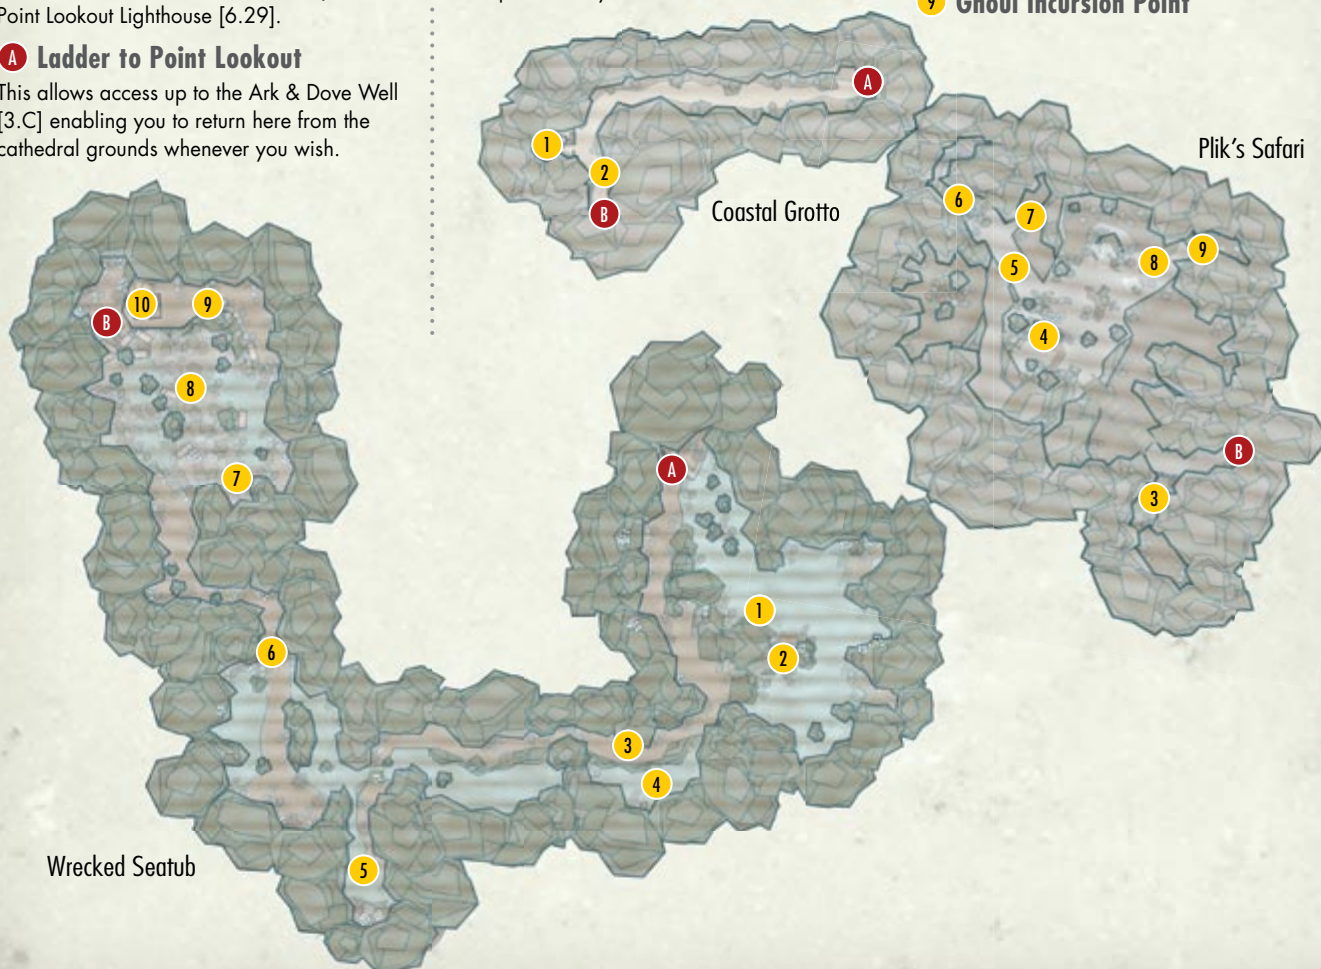 Point Lookout Lighthouse [6.29].
A Ladder to Point Lookout
This allows access up to the Ark & Dove Well
[3.C] enabling you to return here from the
cathedral grounds whenever you wish.
9 Ghoul Incursion Point
A
1
2
B
Coastal Grotto
Plik's Safari
6
7
5
8
9
4
B
3
10
9
B
8
7
6
A
1
2
3
4
5
Wrecked Seatub